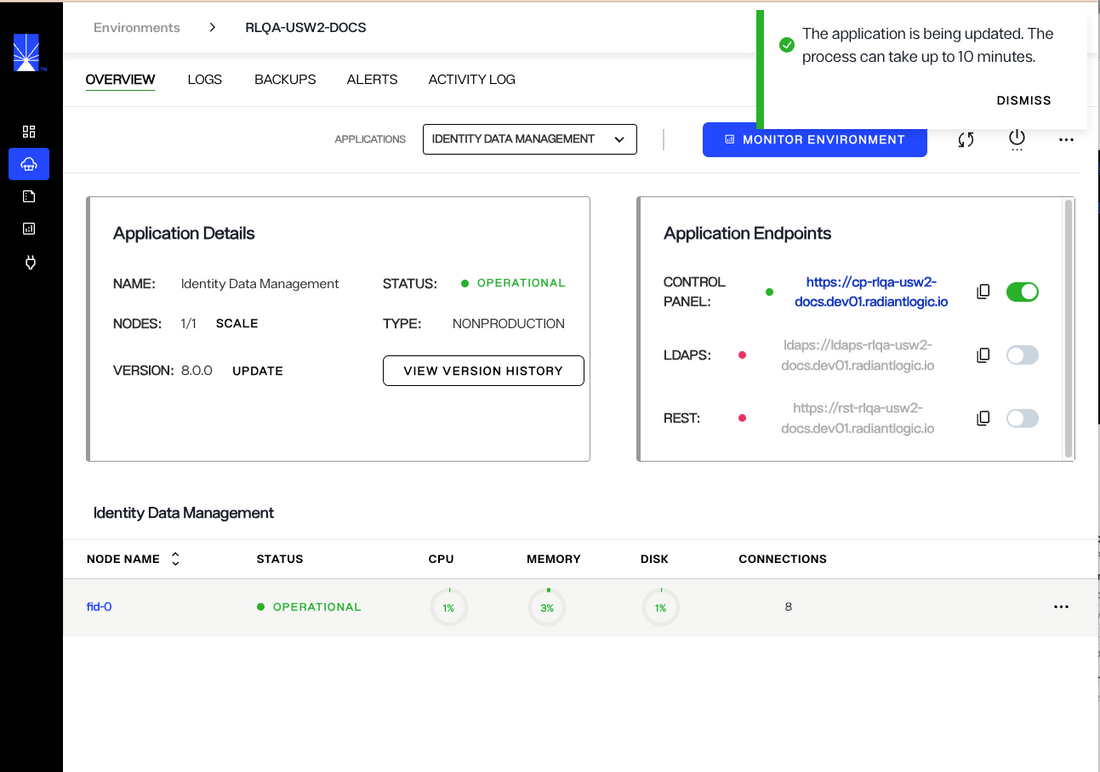 Environments > RLQA-USW2-DOCS
The application is being updated. The
process can take up to 10 minutes.
DISMISS
OVERVIEW LOGS BACKUPS ALERTS ACTIVITY LOG
APPLICATIONS IDENTITY DATA MANAGEMENT MONITOR ENVIRONMENT
Application Details
NAME: Identity Data Management STATUS: OPERATIONAL
NODES: 1/1 SCALE TYPE: NONPRODUCTION
VERSION: 8.0.0 UPDATE VIEW VERSION HISTORY
Application Endpoints
CONTROL
PANEL:
https://cp-rlqa-usw2-
docs.dev01.radiantlogic.io
LDAPS:
ldaps://ldaps-rlqa-usw2-
docs.dev01.radiantlogic.io
REST:
https://rst-rlqa-usw2-
docs.dev01.radiantlogic.io
Identity Data Management
NODE NAME STATUS CPU MEMORY DISK CONNECTIONS
fid-0 OPERATIONAL 1% 3% 1% 8